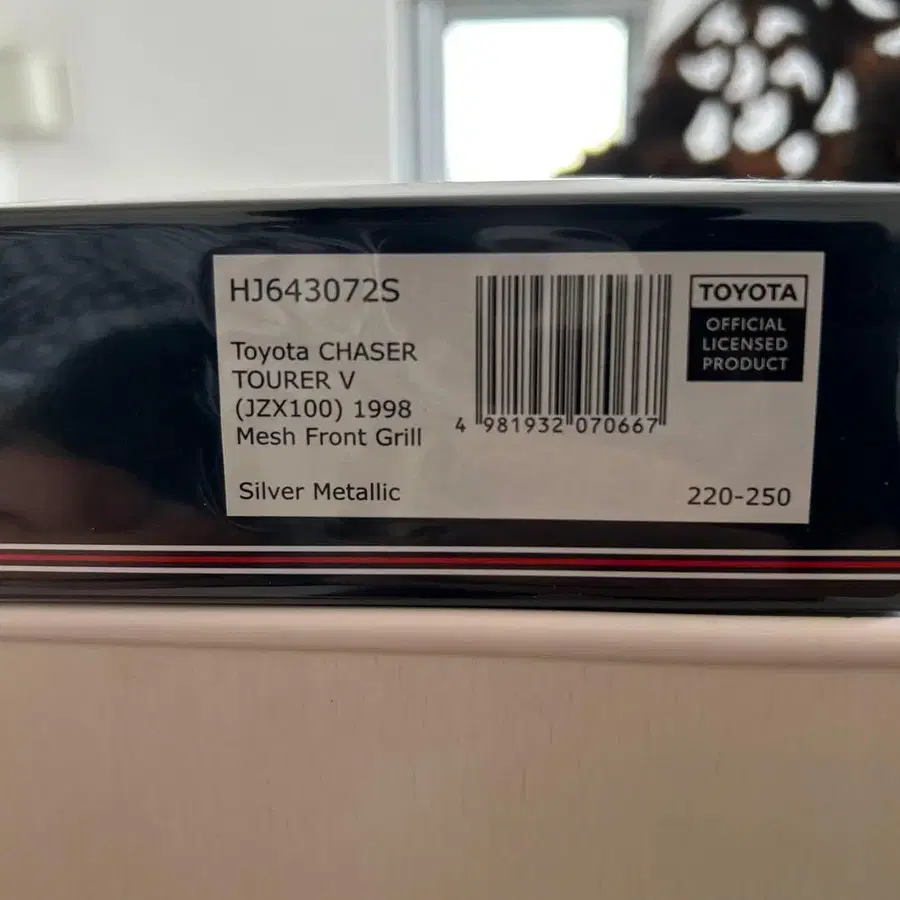 HJ643072S
Toyota CHASER
TOURER V
(JZX100) 1998
Mesh Front Grill
Silver Metallic
4 981932 070667
TOYOTA
OFFICIAL
LICENSED
PRODUCT
220-250